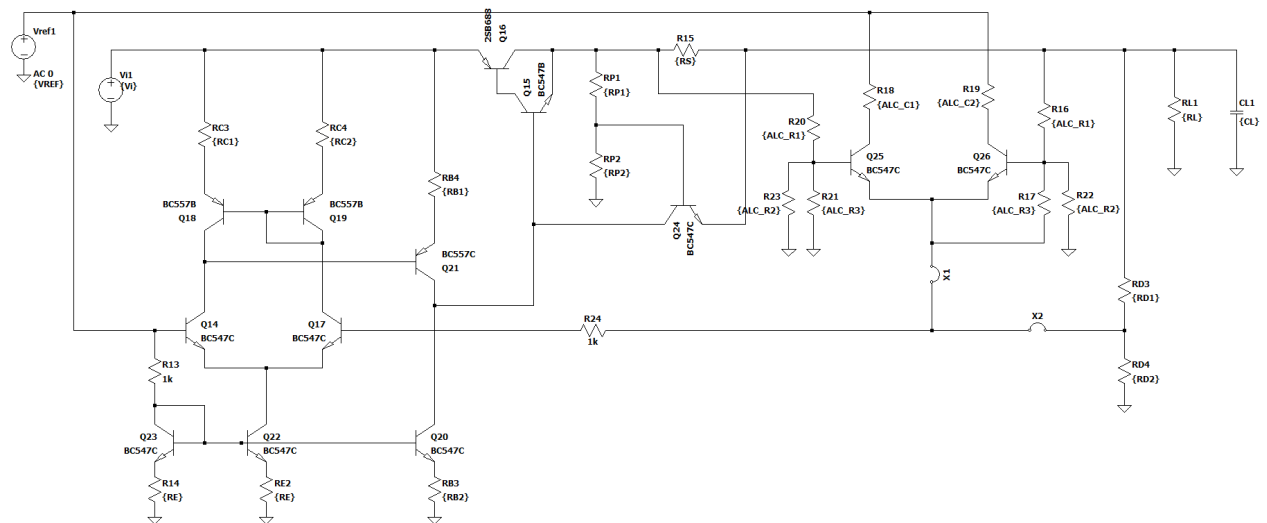 Vref1
AC 0
{VREF}
Vi1
{Vi}
2SB688
Q16
Q15
BC547B
RC3
{RC1}
RC4
{RC2}
BC557B
Q18
BC557B
Q19
RB4
{RB1}
BC557C
Q21
RP1
{RP1}
RP2
{RP2}
R15
{RS}
Q24
BC547C
R20
{ALC_R1}
R23
{ALC_R2}
R21
{ALC_R3}
R18
{ALC_C1}
Q25
BC547C
R19
{ALC_C2}
Q26
BC547C
R16
{ALC_R1}
R17
{ALC_R3}
R22
{ALC_R2}
RL1
{RL}
CL1
{CL}
X1
X2
RD3
{RD1}
RD4
{RD2}
R24
1k
Q14
BC547C
Q17
BC547C
R13
1k
Q23
BC547C
Q22
BC547C
Q20
BC547C
R14
{RE}
RE2
{RE}
RB3
{RB2}